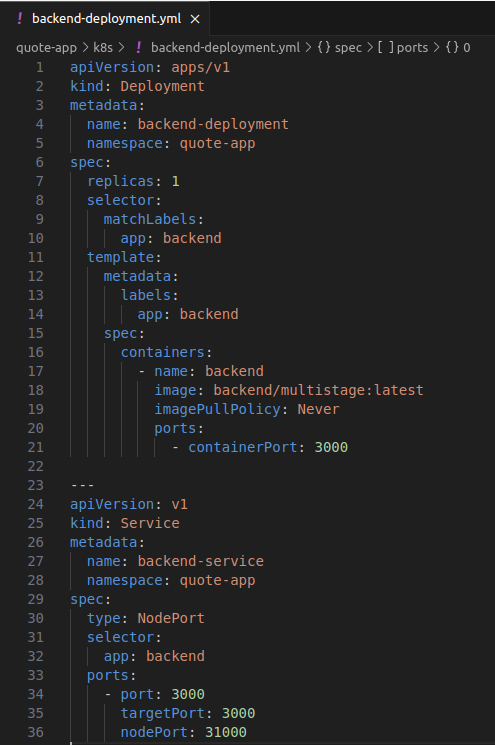 ! backend-deployment.yml ×
quote-app > k8s > ! backend-deployment.yml > {} spec > [ ] ports > {} 0
1 apiVersion: apps/v1
2 kind: Deployment
3 metadata:
4   name: backend-deployment
5   namespace: quote-app
6 spec:
7   replicas: 1
8   selector:
9     matchLabels:
10       app: backend
11   template:
12     metadata:
13       labels:
14         app: backend
15     spec:
16       containers:
17         - name: backend
18           image: backend/multistage:latest
19           imagePullPolicy: Never
20           ports:
21             - containerPort: 3000
22
23 ---
24 apiVersion: v1
25 kind: Service
26 metadata:
27   name: backend-service
28   namespace: quote-app
29 spec:
30   type: NodePort
31   selector:
32     app: backend
33   ports:
34     - port: 3000
35       targetPort: 3000
36       nodePort: 31000